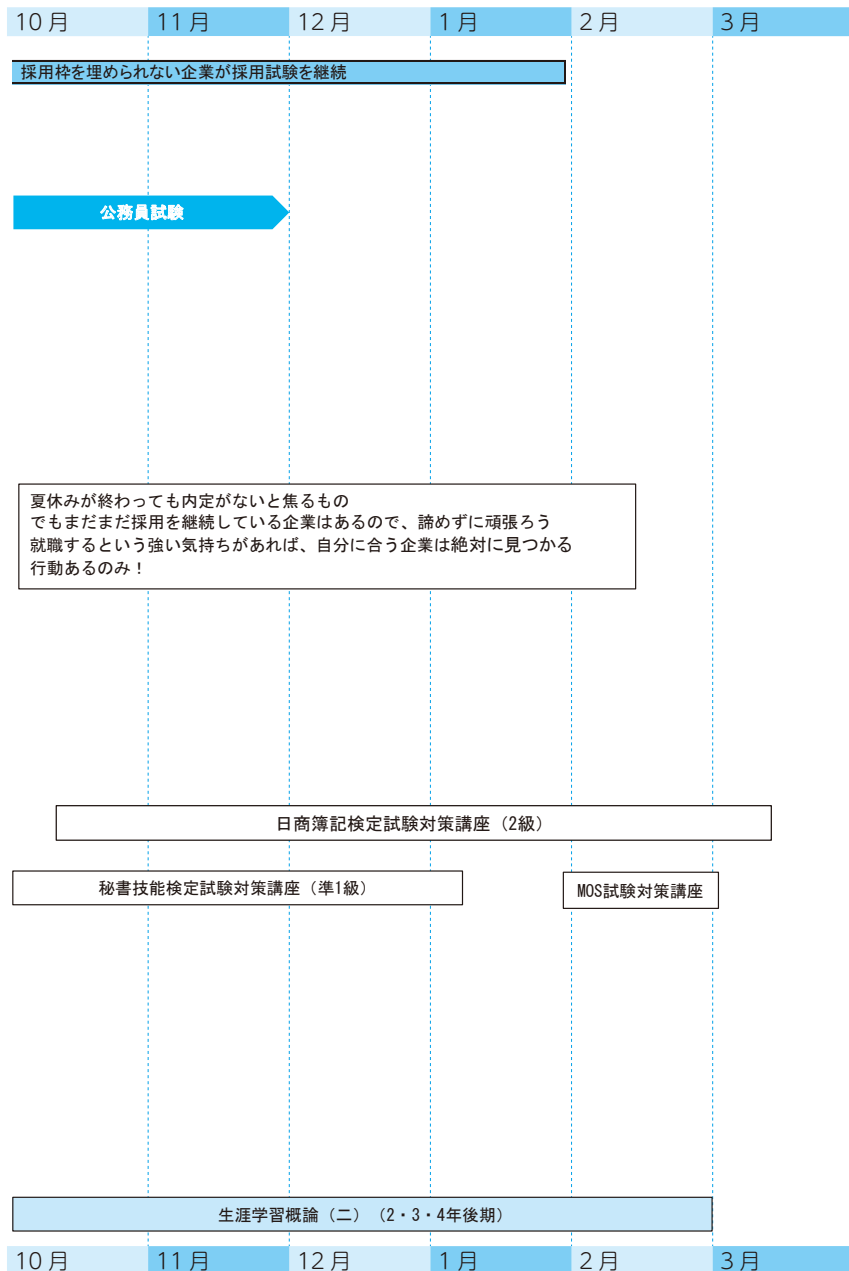 10月 11月 12月 1月 2月 3月
採用枠を埋められない企業が採用試験を継続
公務員試験
夏休みが終わっても内定がないと焦るもの
でもまだまだ採用を継続している企業はあるので、諦めずに頑張ろう
就職するという強い気持ちがあれば、自分に合う企業は絶対に見つかる
行動あるのみ！
日商簿記検定試験対策講座（2級）
秘書技能検定試験対策講座（準1級）
MOS試験対策講座
生涯学習概論（二）（2・3・4年後期）
10月 11月 12月 1月 2月 3月